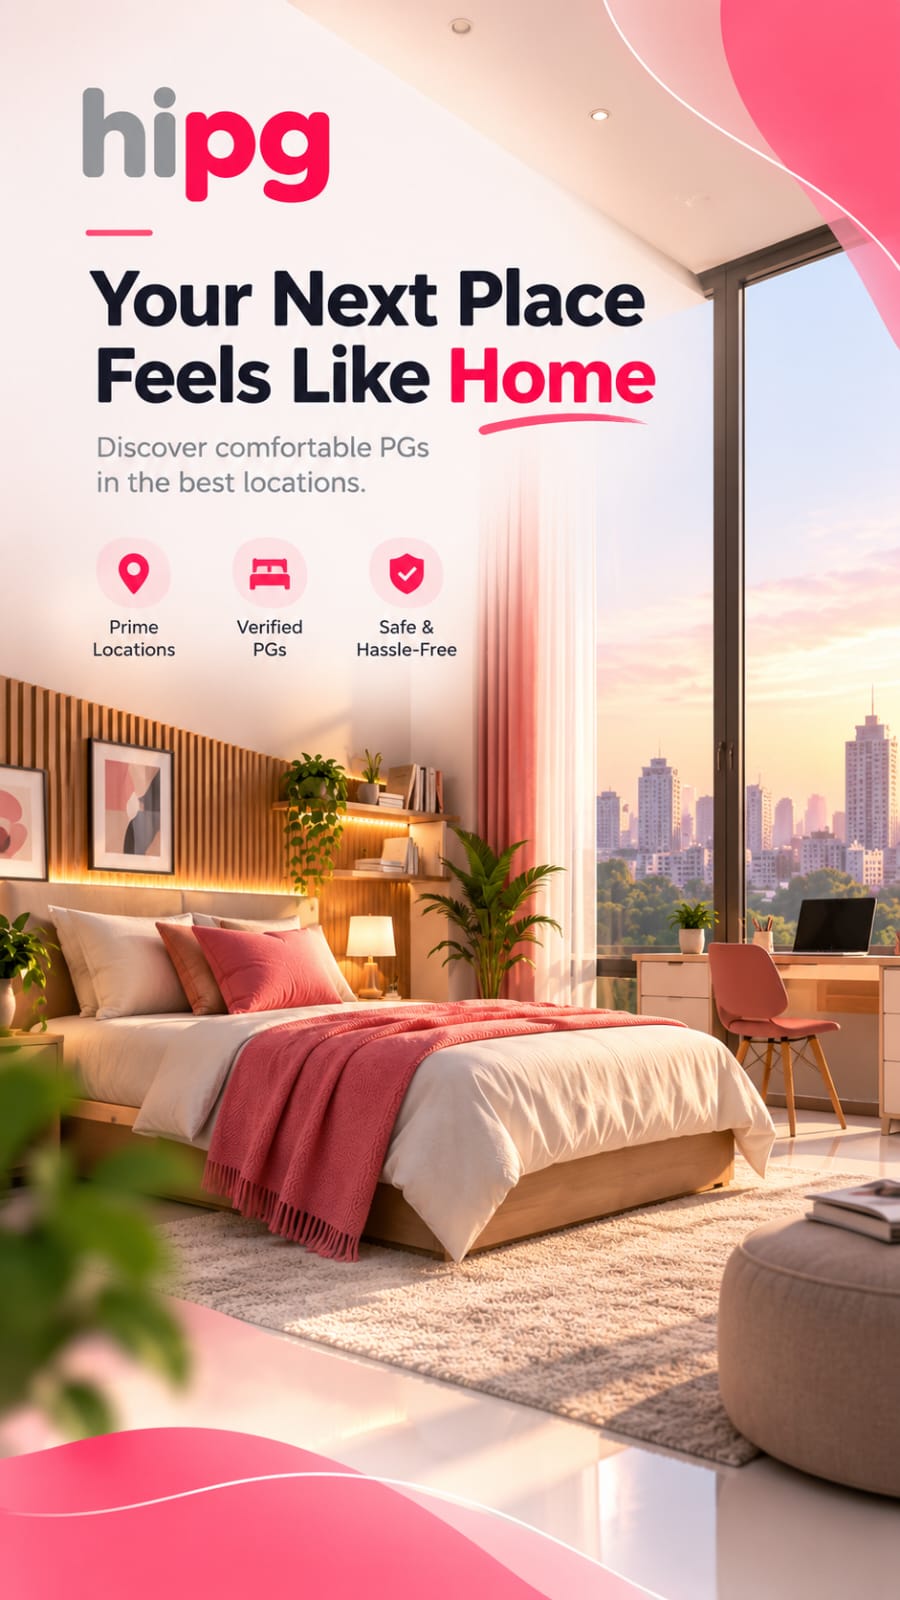 hipg
Your Next Place
Feels Like Home
Discover comfortable PGs
in the best locations.
Prime
Locations
Verified
PGs
Safe &
Hassle-Free